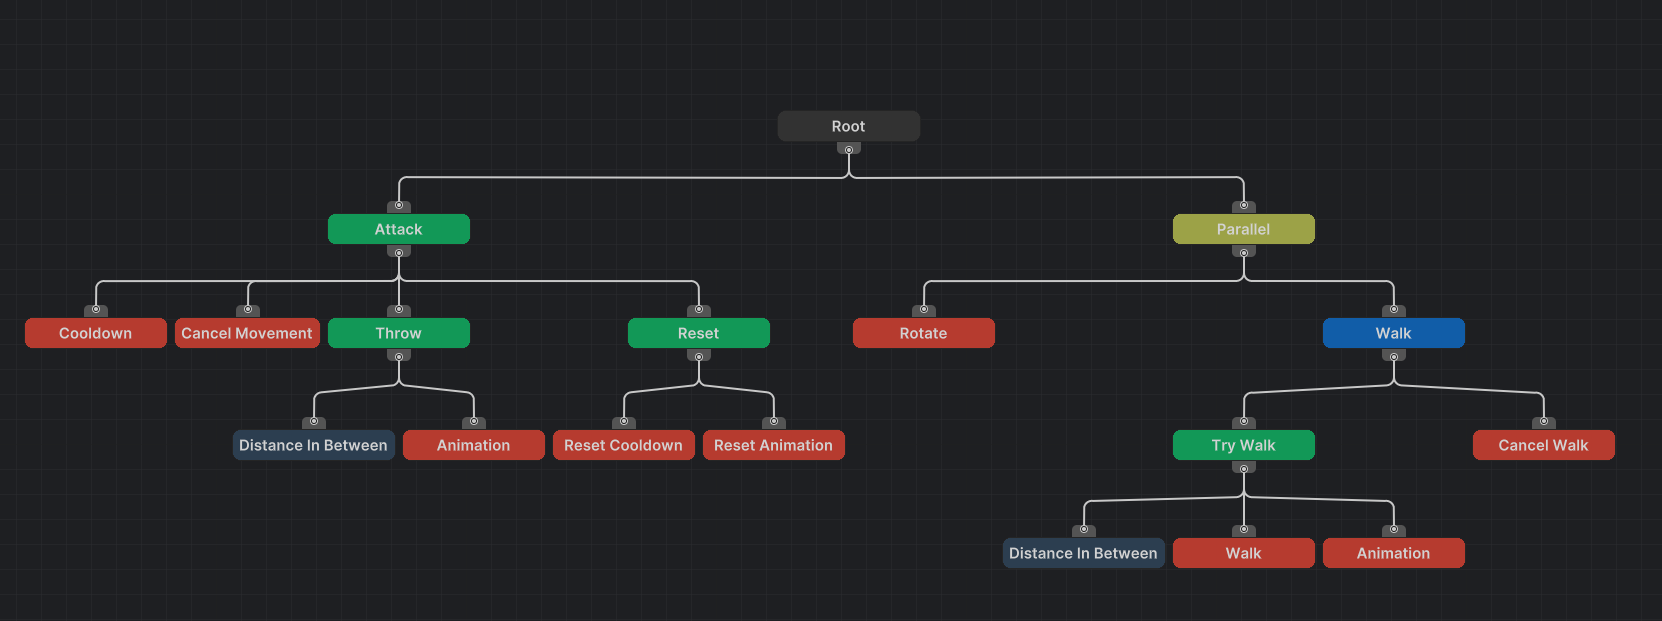 Root
Attack
Parallel
Cooldown
Cancel Movement
Throw
Reset
Rotate
Walk
Distance In Between
Animation
Reset Cooldown
Reset Animation
Try Walk
Cancel Walk
Distance In Between
Walk
Animation